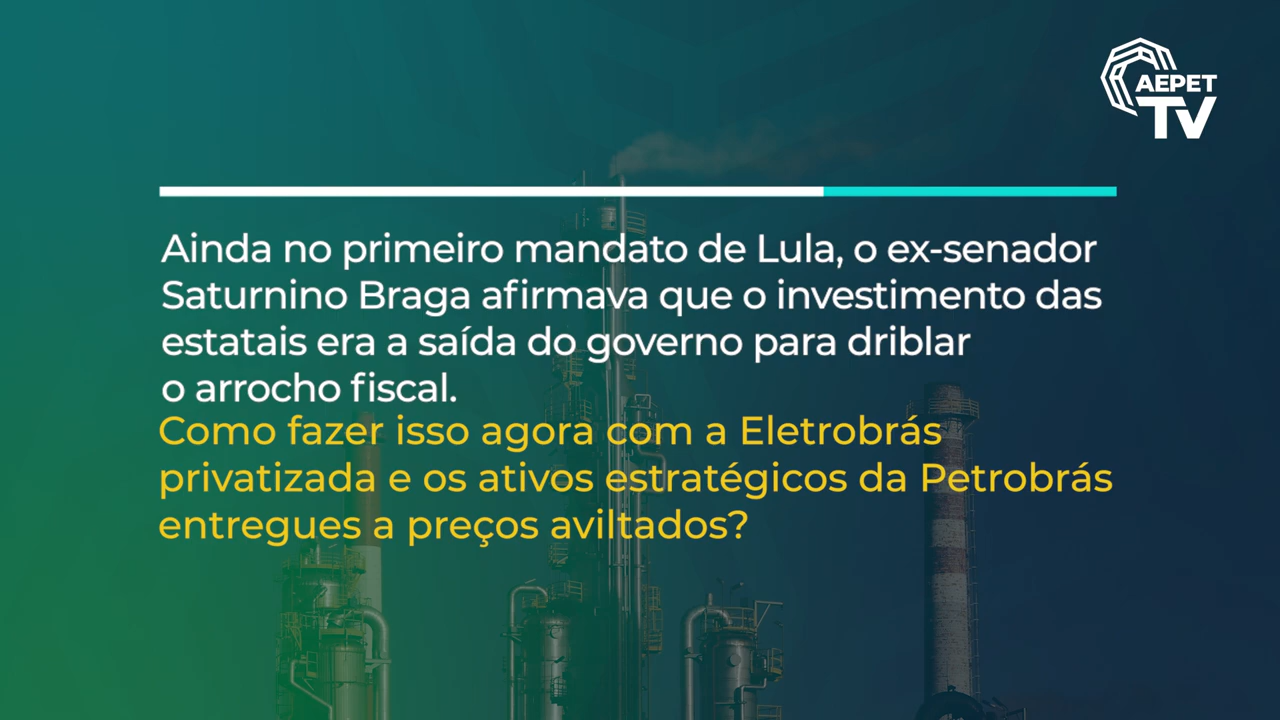 AEPET
TV
Ainda no primeiro mandato de Lula, o ex-senador
Saturnino Braga afirmava que o investimento das
estatais era a saída do governo para driblar
o arrocho fiscal.
Como fazer isso agora com a Eletrobrás
privatizada e os ativos estratégicos da Petrobrás
entregues a preços aviltados?